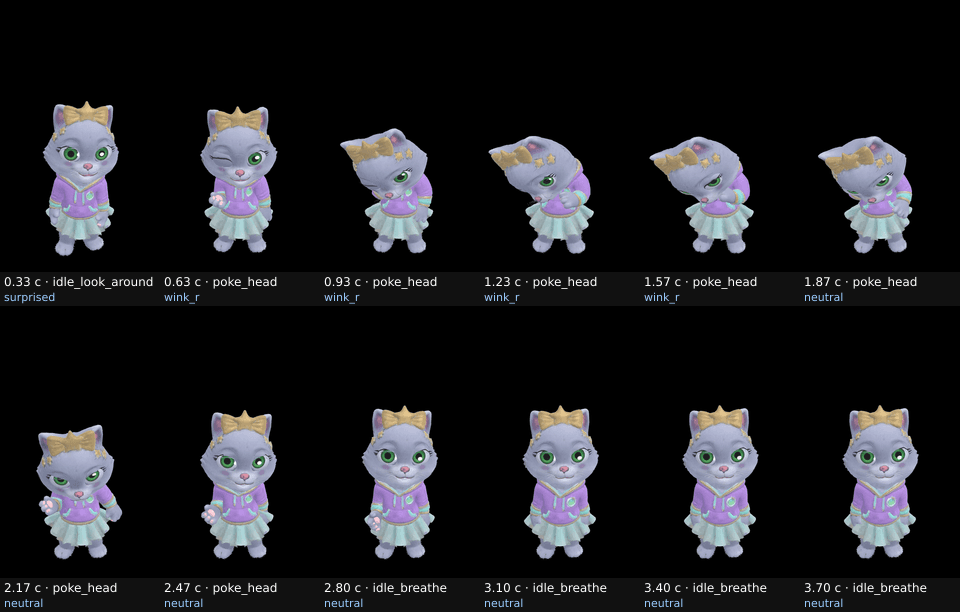 0.33 c · idle_look_around
surprised
0.63 c · poke_head
wink_r
0.93 c · poke_head
wink_r
1.23 c · poke_head
wink_r
1.57 c · poke_head
wink_r
1.87 c · poke_head
neutral
2.17 c · poke_head
neutral
2.47 c · poke_head
neutral
2.80 c · idle_breathe
neutral
3.10 c · idle_breathe
neutral
3.40 c · idle_breathe
neutral
3.70 c · idle_breathe
neutral